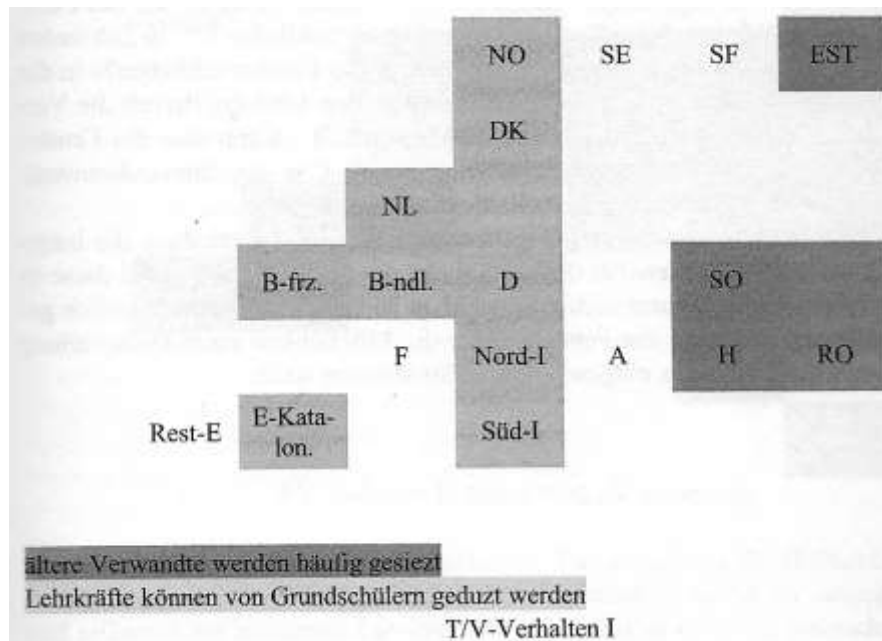 NO SE SF EST
DK
NL
B-frz. B-ndl. D SO
F Nord-I A H RO
Rest-E E-Kata-
lon. Süd-I
ältere Verwandte werden häufig gesiezt
Lehrkräfte können von Grundschülern geduzt werden
T/V-Verhalten I